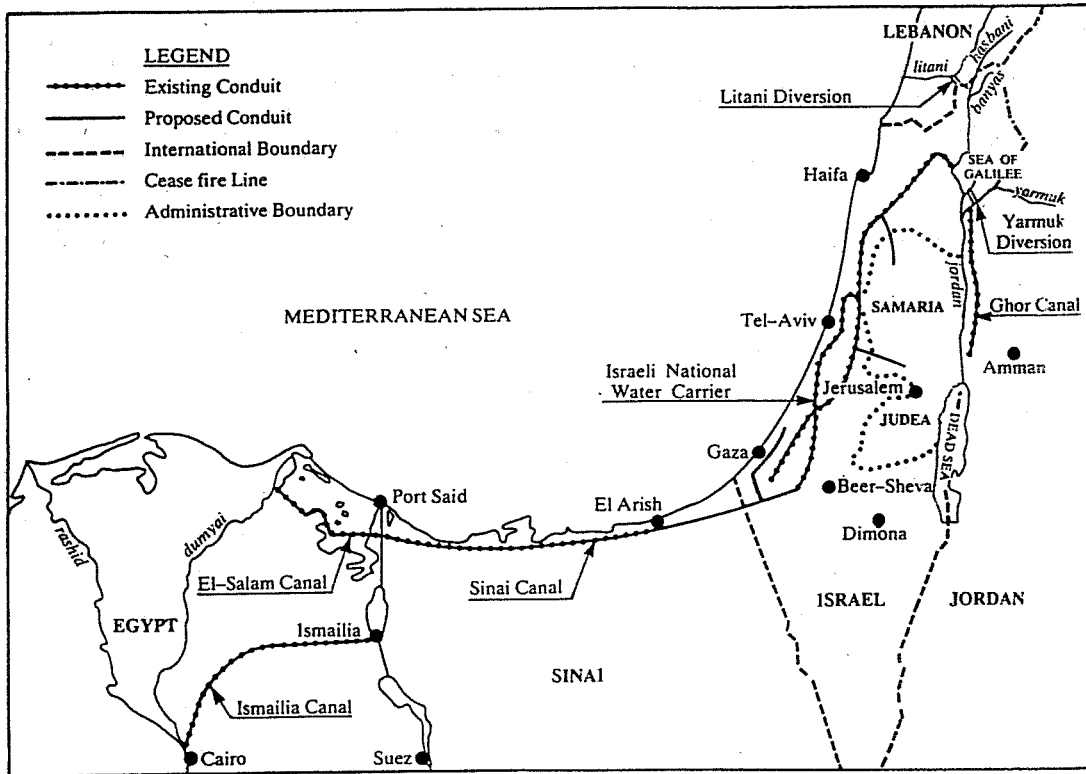 LEGEND
Existing Conduit
Proposed Conduit
International Boundary
Cease fire Line
Administrative Boundary
LEBANON
hasbani
litani
banyas
Litani Diversion
SEA OF
GALILEE
Haifa
yarmuk
Yarmuk
Diversion
jordan
SAMARIA
Ghor Canal
MEDITERRANEAN SEA
Tel-Aviv
Amman
Israeli National
Water Carrier
Jerusalem
JUDEA
DEAD SEA
Gaza
Beer-Sheva
Port Said
El Arish
Dimona
rashid
dumyai
El-Salam Canal
Sinai Canal
ISRAEL
JORDAN
EGYPT
Ismailia
SINAI
Ismailia Canal
Cairo
Suez